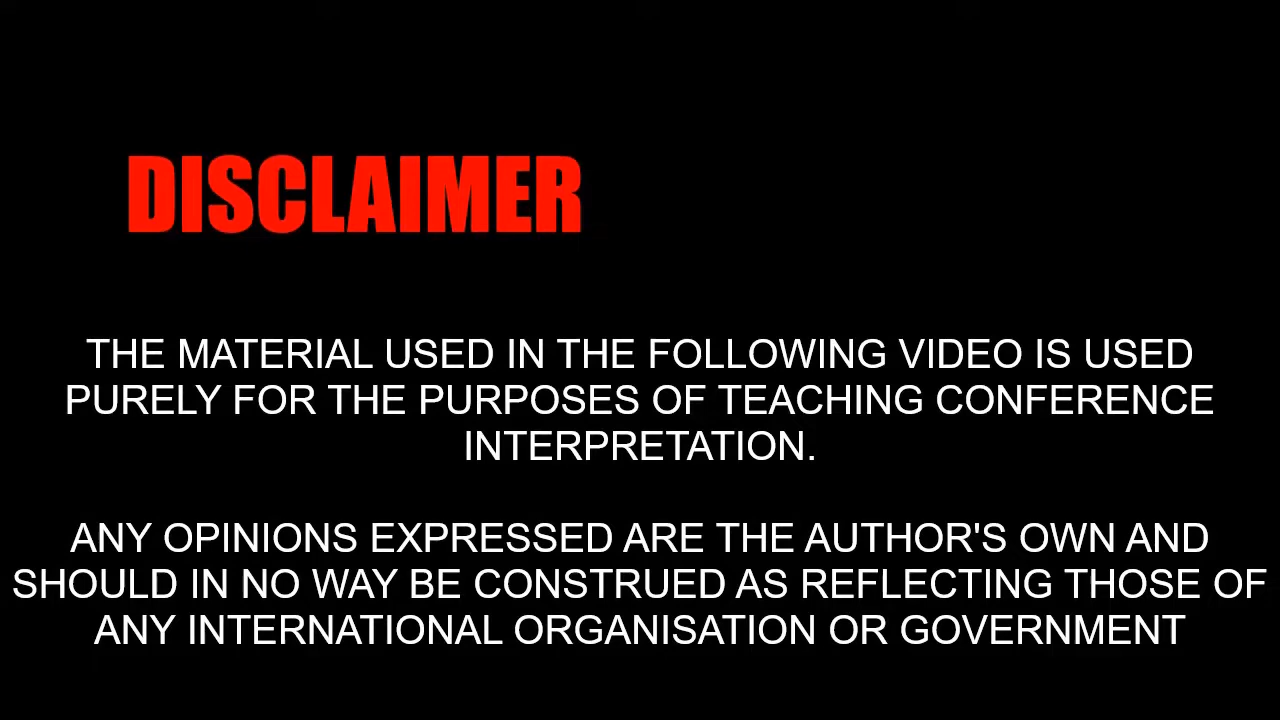 DISCLAIMER
THE MATERIAL USED IN THE FOLLOWING VIDEO IS USED
PURELY FOR THE PURPOSES OF TEACHING CONFERENCE
INTERPRETATION.
ANY OPINIONS EXPRESSED ARE THE AUTHOR'S OWN AND
SHOULD IN NO WAY BE CONSTRUED AS REFLECTING THOSE OF
ANY INTERNATIONAL ORGANISATION OR GOVERNMENT